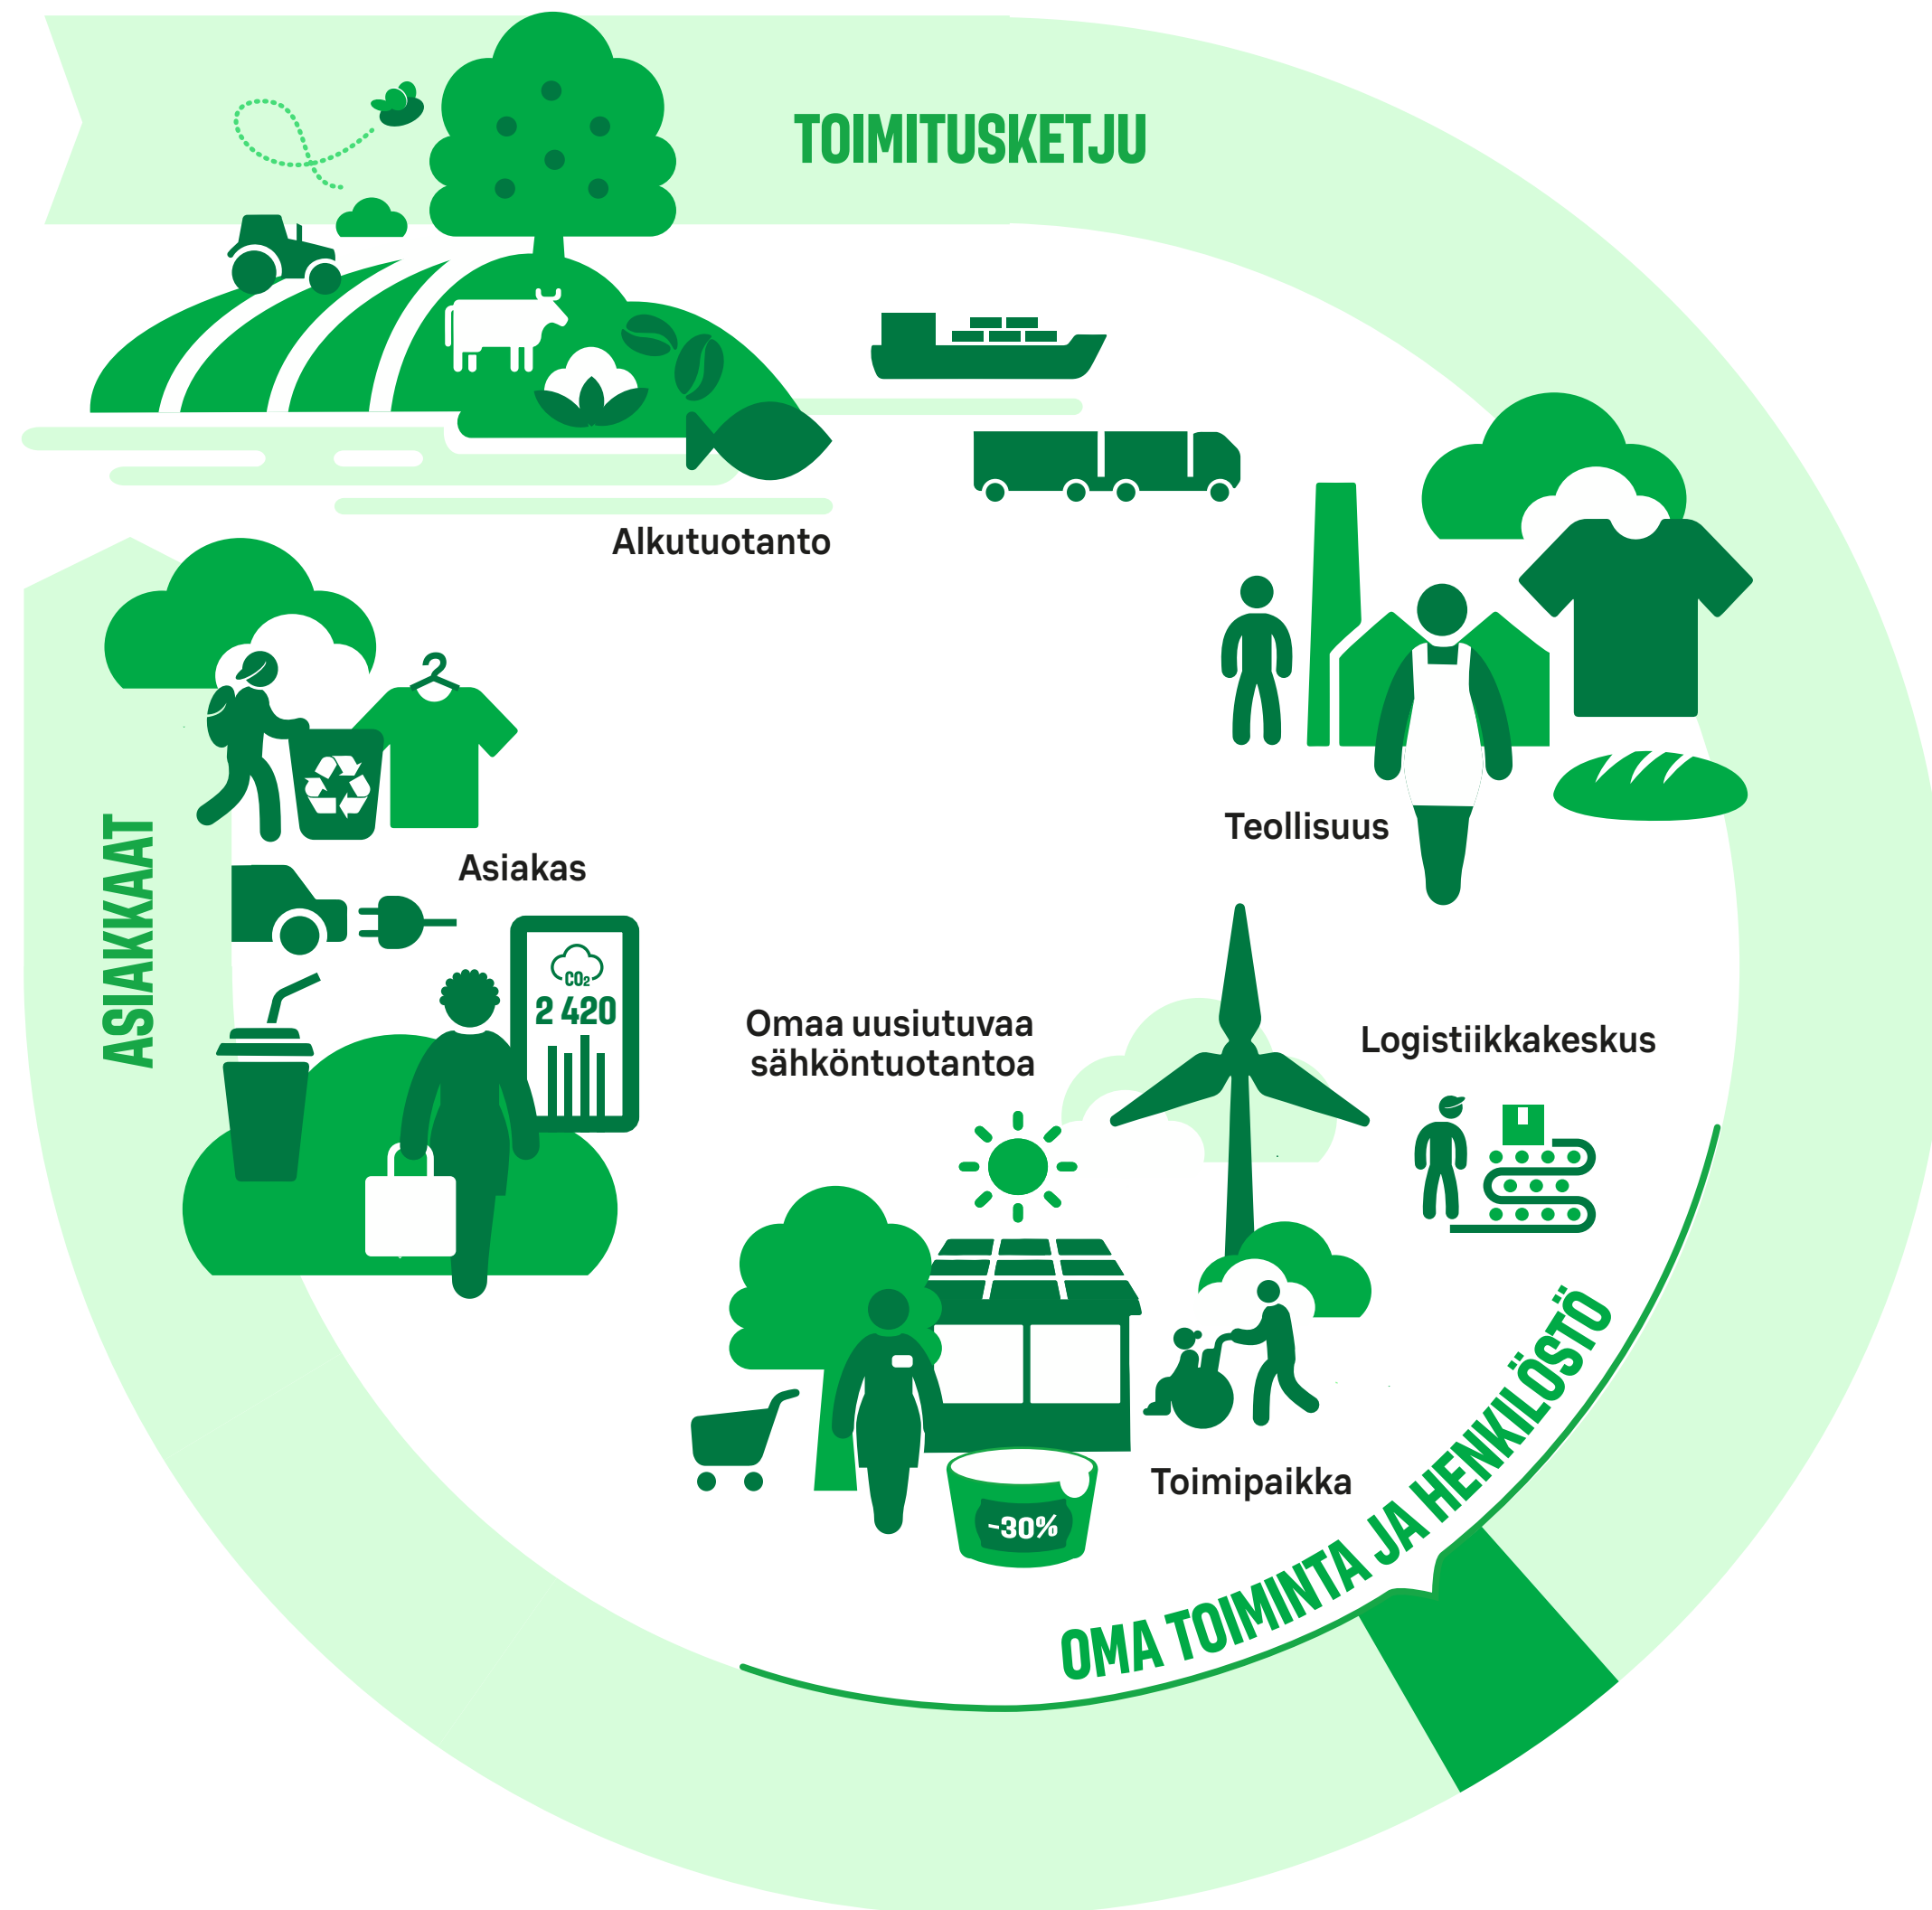 TOIMITUSKETJU
Alkutuotanto
Teollisuus
ASIAKKAAT
Asiakas
CO₂
2 420
Omaa uusiutuvaa
sähköntuotantoa
Logistiikkakeskus
Toimipaikka
-30%
OMA TOIMINTA JA HENKILÖSTÖ